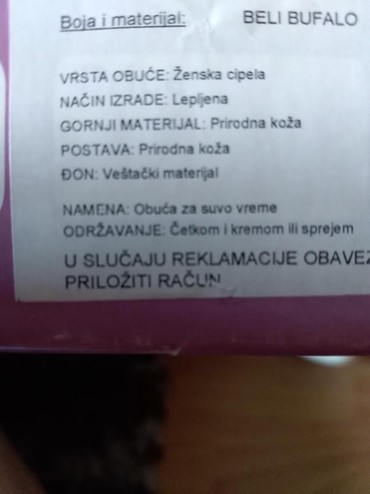 Boja i materijal: BELI BUFALO
VRSTA OBUĆE: Ženska cipela
NAČIN IZRADE: Lepljena
GORNJI MATERIJAL: Prirodna koža
POSTAVA: Prirodna koža
ĐON: Veštački materijal
NAMENA: Obuća za suvo vreme
ODRŽAVANJE: Četkom i kremom ili sprejem
U SLUČAJU REKLAMACIJE OBAVEZ
PRILOŽITI RAČUN